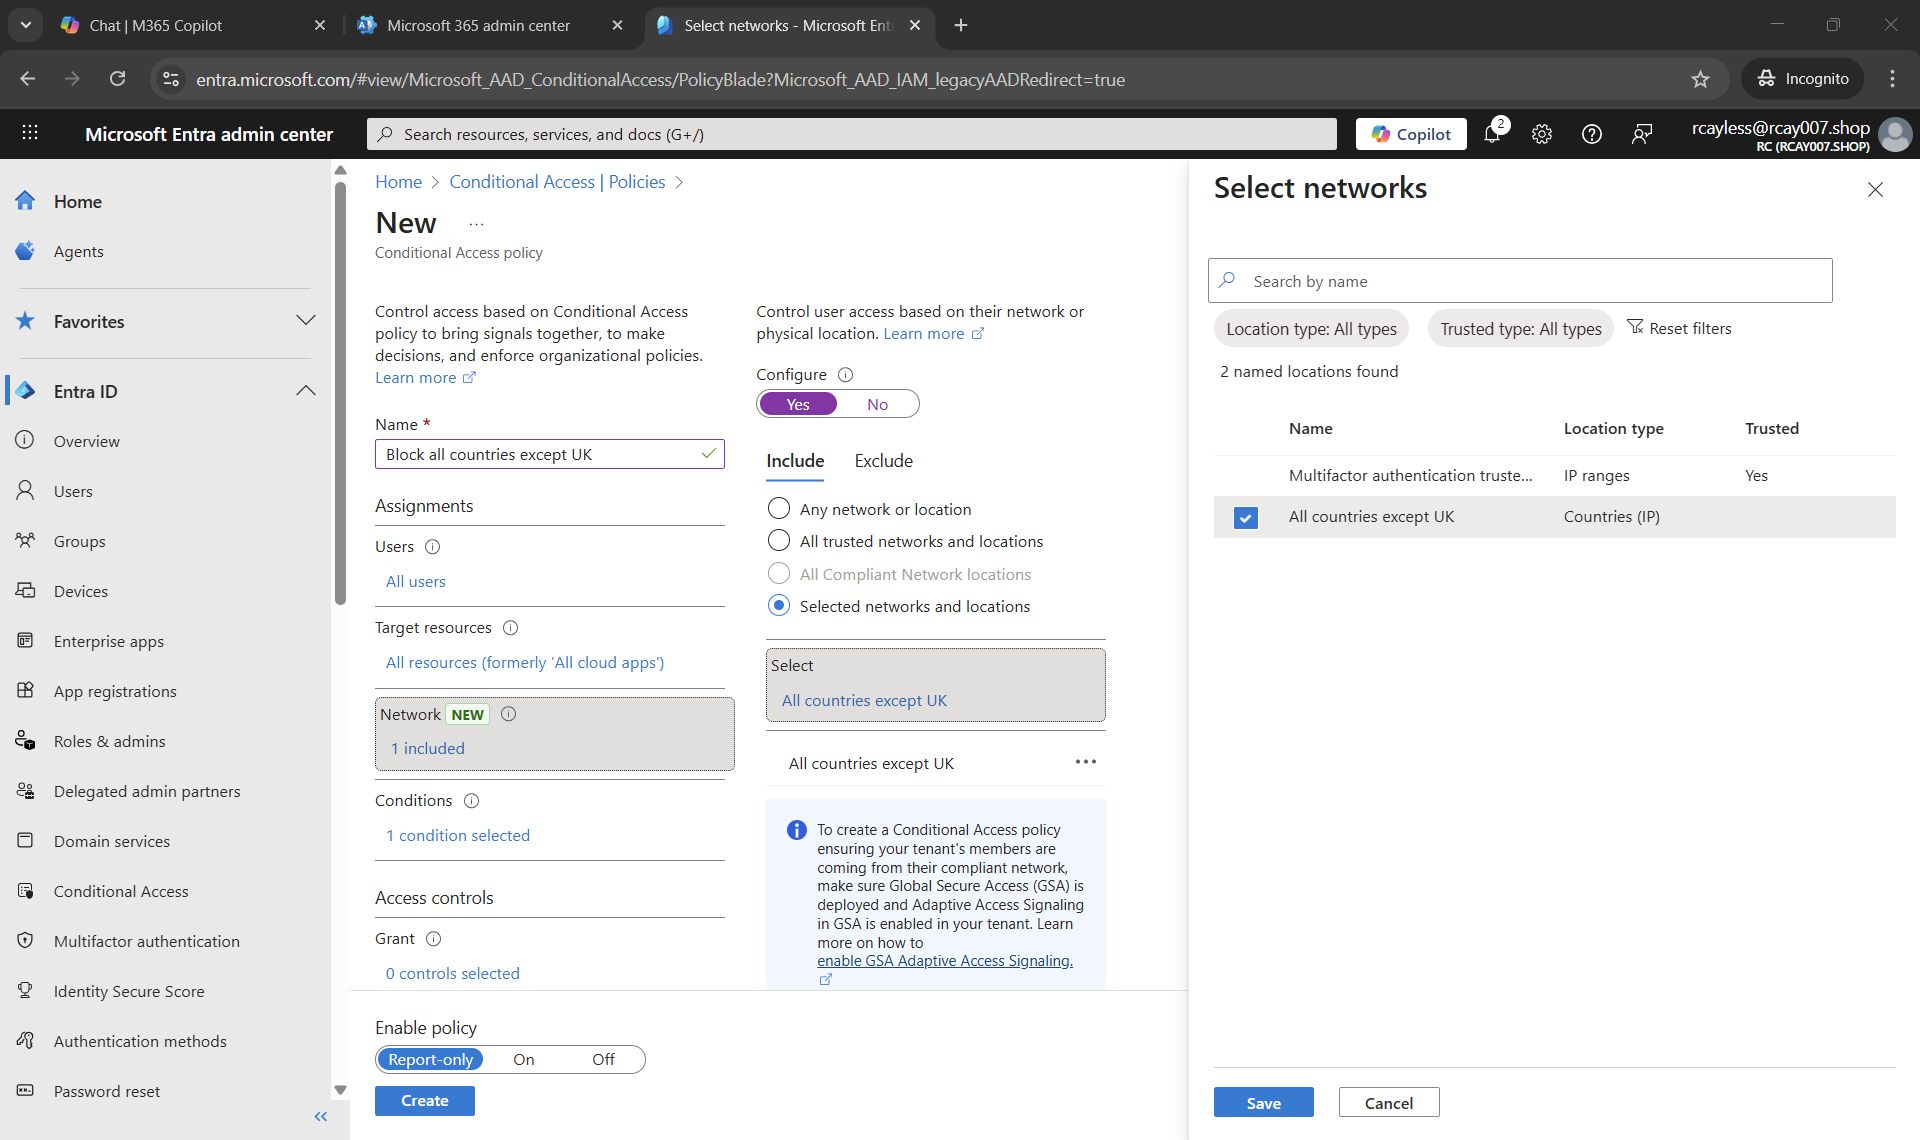 Chat | M365 Copilot
Microsoft 365 admin center
Select networks - Microsoft Ent
entra.microsoft.com/#view/Microsoft_AAD_ConditionalAccess/PolicyBlade?Microsoft_AAD_IAM_legacyAADRedirect=true
Incognito
Microsoft Entra admin center
Search resources, services, and docs (G+/)
Copilot
2
rcayless@rcay007.shop
RC (RCAY007.SHOP)
Home
Agents
Favorites
Entra ID
Overview
Users
Groups
Devices
Enterprise apps
App registrations
Roles & admins
Delegated admin partners
Domain services
Conditional Access
Multifactor authentication
Identity Secure Score
Authentication methods
Password reset
Home > Conditional Access | Policies >
New ...
Conditional Access policy
Control access based on Conditional Access
policy to bring signals together, to make
decisions, and enforce organizational policies.
Learn more
Name *
Block all countries except UK
Assignments
Users
All users
Target resources
All resources (formerly 'All cloud apps')
Network NEW
1 included
Conditions
1 condition selected
Access controls
Grant
0 controls selected
Enable policy
Report-only On Off
Create
Control user access based on their network or
physical location. Learn more
Configure
Yes No
Include Exclude
Any network or location
All trusted networks and locations
All Compliant Network locations
Selected networks and locations
Select
All countries except UK
All countries except UK ...
To create a Conditional Access policy
ensuring your tenant's members are
coming from their compliant network,
make sure Global Secure Access (GSA) is
deployed and Adaptive Access Signaling
in GSA is enabled in your tenant. Learn
more on how to
enable GSA Adaptive Access Signaling.
Select networks
Search by name
Location type: All types Trusted type: All types Reset filters
2 named locations found
Name Location type Trusted
Multifactor authentication truste... IP ranges Yes
All countries except UK Countries (IP)
Save Cancel